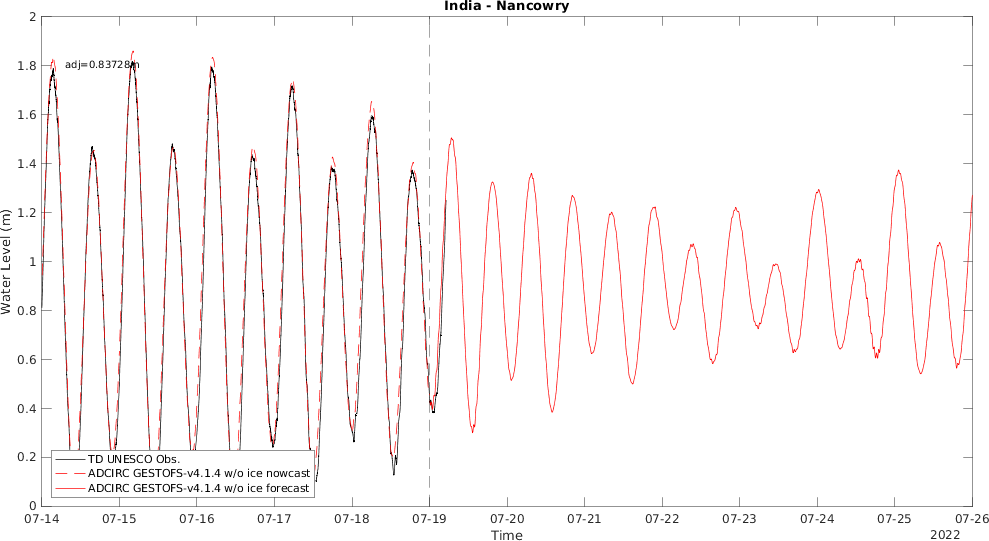 India - Nancowry
2
1.8
1.6
1.4
1.2
1
0.8
0.6
0.4
0.2
0
Water Level (m)
adj=0.83728m
TD UNESCO Obs.
ADCIRC GESTOFS-v4.1.4 w/o ice nowcast
ADCIRC GESTOFS-v4.1.4 w/o ice forecast
07-14 07-15 07-16 07-17 07-18 07-19 07-20 07-21 07-22 07-23 07-24 07-25 07-26
Time
2022